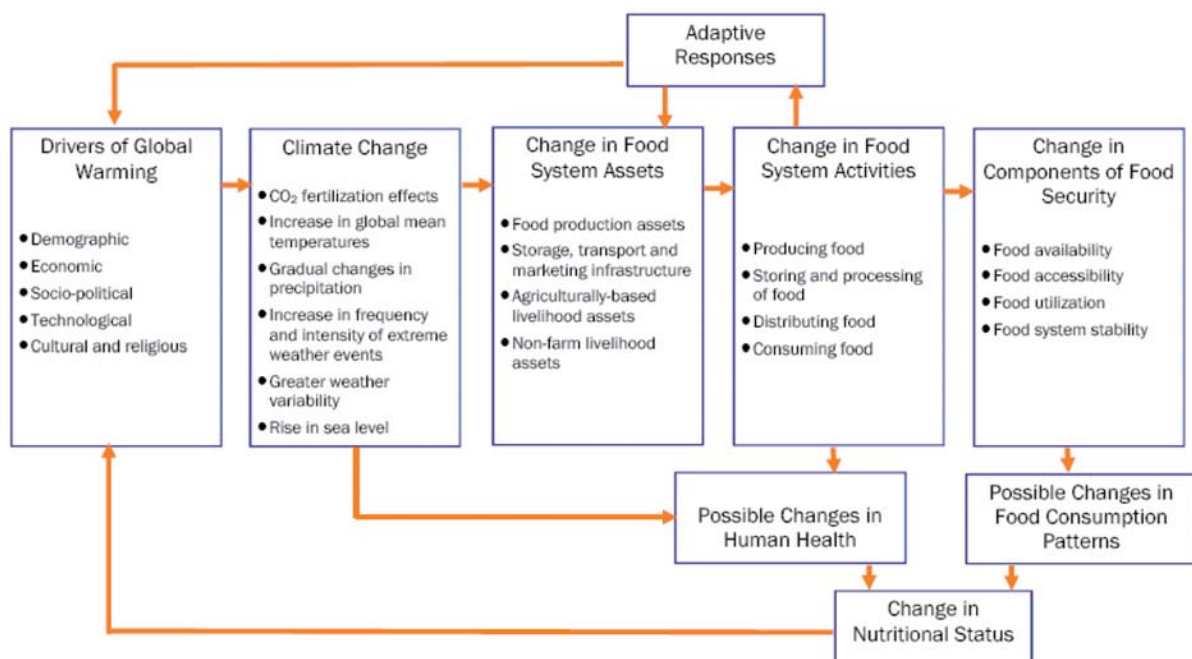 Adaptive
Responses
Drivers of Global
Warming
● Demographic
● Economic
● Socio-political
● Technological
● Cultural and religious
Climate Change
● CO₂ fertilization effects
● Increase in global mean
temperatures
● Gradual changes in
precipitation
● Increase in frequency
and intensity of extreme
weather events
● Greater weather
variability
● Rise in sea level
Change in Food
System Assets
● Food production assets
● Storage, transport and
marketing infrastructure
● Agriculturally-based
livelihood assets
● Non-farm livelihood
assets
Change in Food
System Activities
● Producing food
● Storing and processing
of food
● Distributing food
● Consuming food
Change in
Components of Food
Security
● Food availability
● Food accessibility
● Food utilization
● Food system stability
Possible Changes in
Human Health
Possible Changes in
Food Consumption
Patterns
Change in
Nutritional Status